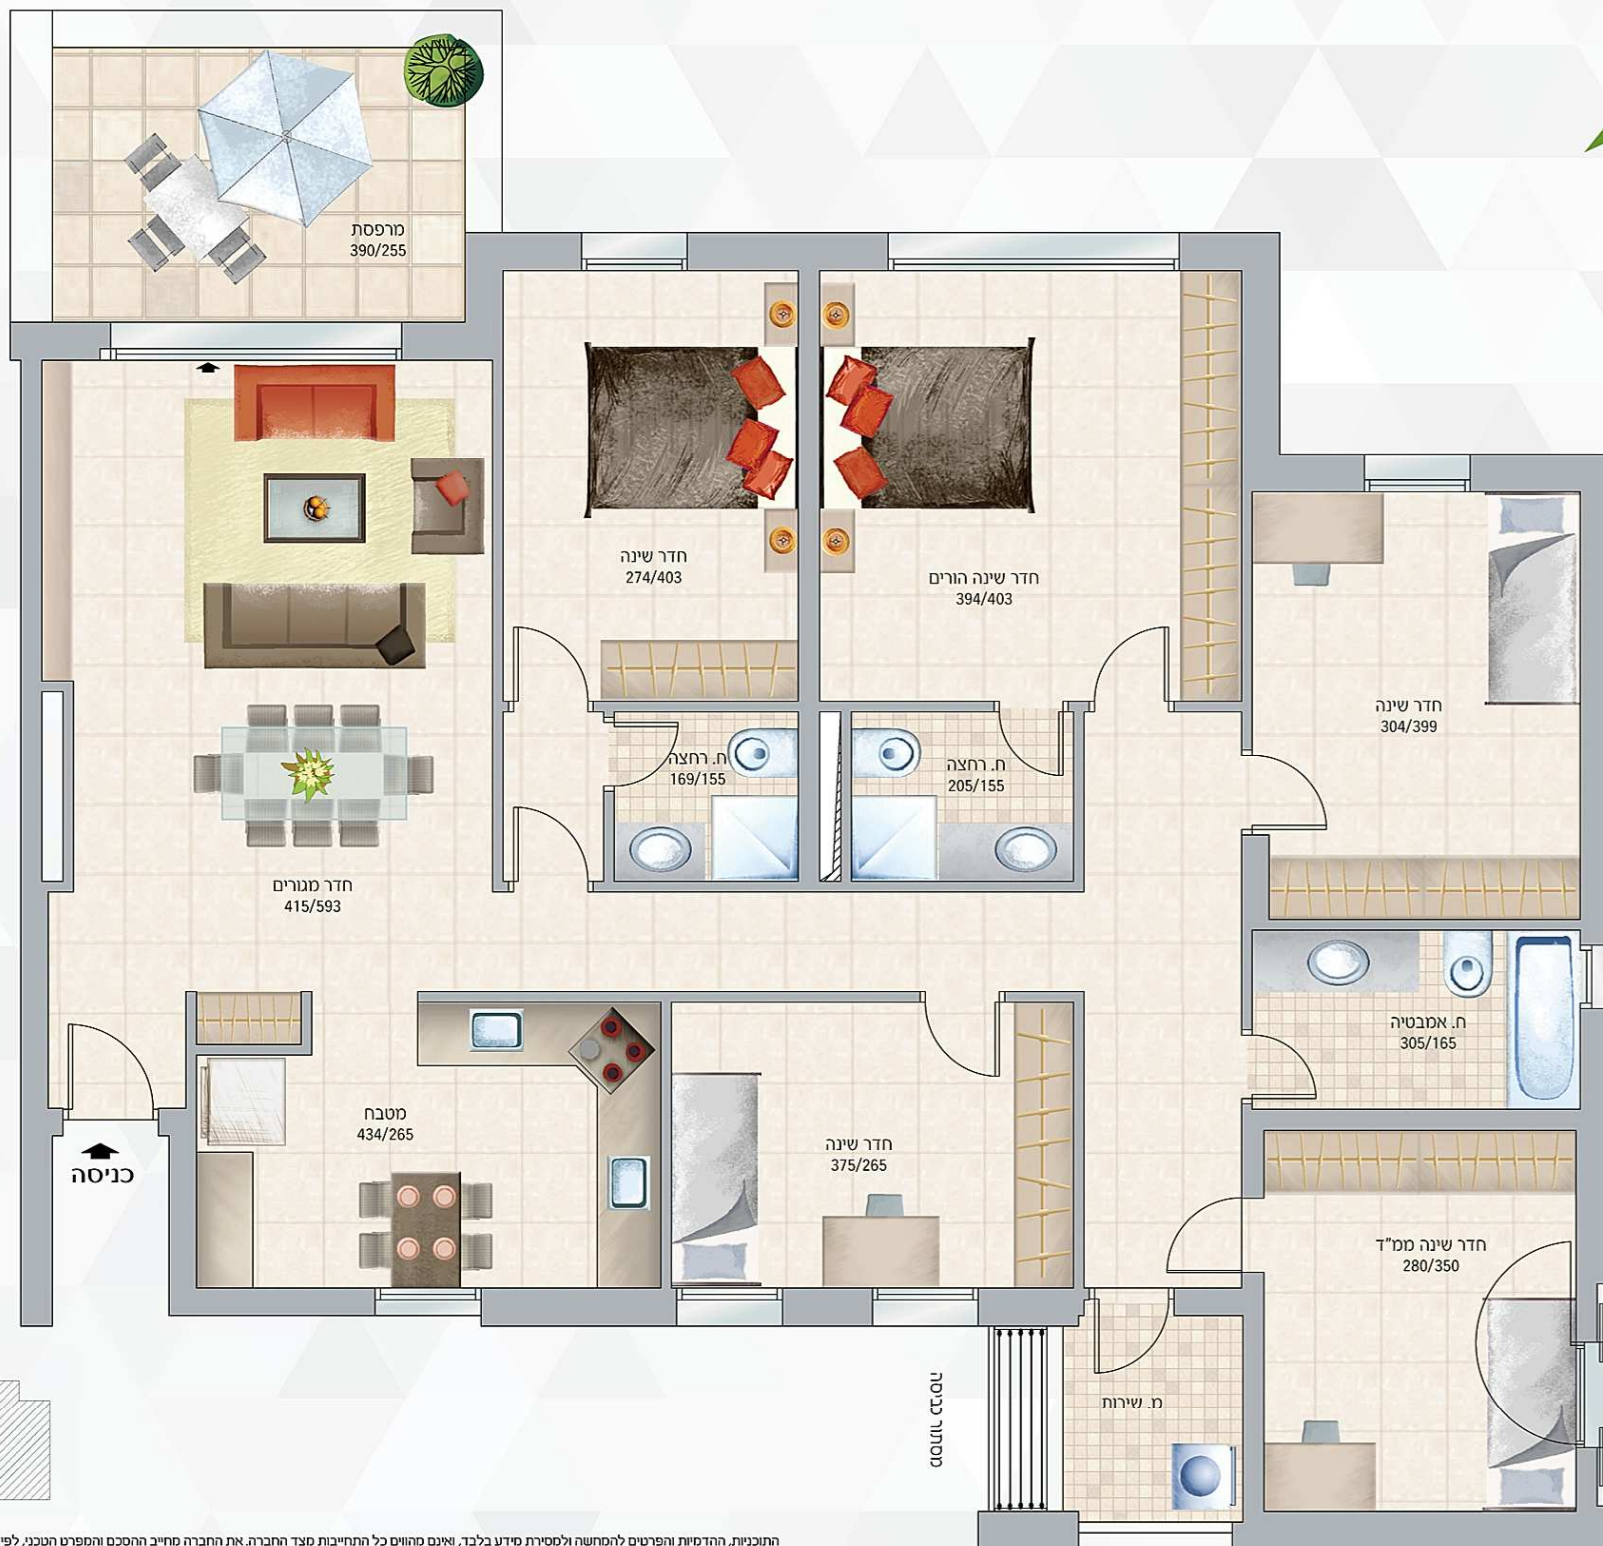 מרפסת
390/255
חדר שינה
274/403
חדר שינה הורים
394/403
חדר שינה
304/399
ח. רחצה
169/155
ח. רחצה
205/155
חדר מגורים
415/593
ח. אמבטיה
305/165
מטבח
434/265
חדר שינה
375/265
כניסה
חדר שינה ממ"ד
280/350
מ. שירות
מסתור כביסה
התוכניות, ההדמיות והפרטים להמחשה ולמסירת מידע בלבד, ואינם מהווים כל התחייבות מצד החברה. את החברה מחייב ההסכם והמפרט הטכני, לפי